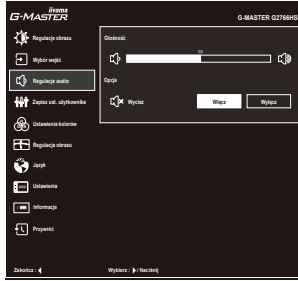 iiyama
G-MASTER
G-MASTER G2766HS
Regulacje obrazu
Wybór wejść
Regulacje audio
Zapisz ust. użytkownika
Ustawienia kolorów
Regulacje obrazu
Język
Ustawienia
Informacje
Przywróć
Głośność
50
Opcje
Wycisz
Włącz
Wyłącz
Zakończ :
Wybierz : / Naciśnij